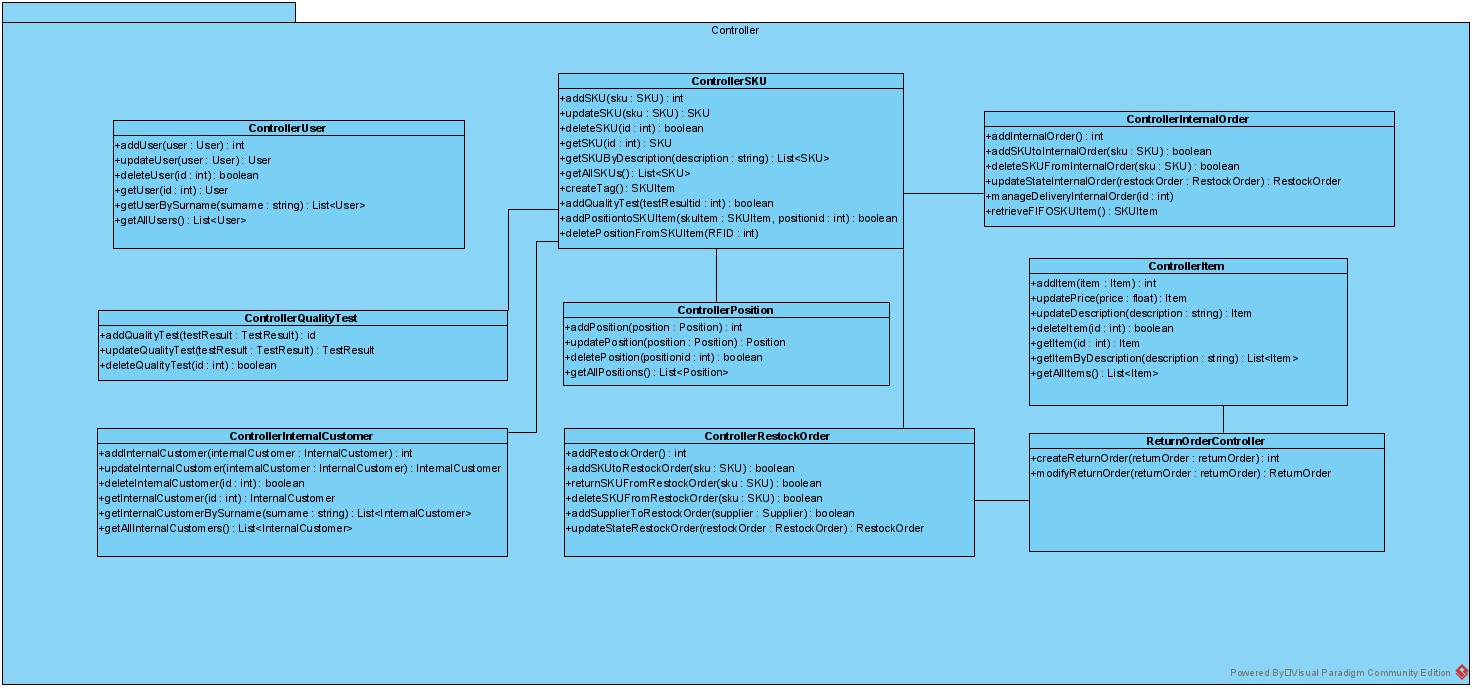 Controller
ControllerSKU
+addSKU(sku : SKU) : int
+updateSKU(sku : SKU) : SKU
+deleteSKU(id : int) : boolean
+getSKU(id : int) : SKU
+getSKUByDescription(description : string) : List<SKU>
+getAllSKUs() : List<SKU>
+createTag() : SKUItem
+addQualityTest(testResultid : int) : boolean
+addPositiontoSKUItem(skuItem : SKUItem, positionid : int) : boolean
+deletePositionFromSKUItem(RFID : int)
ControllerUser
+addUser(user : User) : int
+updateUser(user : User) : User
+deleteUser(id : int) : boolean
+getUser(id : int) : User
+getUserBySurname(surname : string) : List<User>
+getAllUsers() : List<User>
ControllerInternalOrder
+addInternalOrder() : int
+addSKUtoInternalOrder(sku : SKU) : boolean
+deleteSKUFromInternalOrder(sku : SKU) : boolean
+updateStateInternalOrder(restockOrder : RestockOrder) : RestockOrder
+manageDeliveryInternalOrder(id : int)
+retrieveFIFOSKUItem() : SKUItem
ControllerItem
+addItem(item : Item) : int
+updatePrice(price : float) : Item
+updateDescription(description : string) : Item
+deleteItem(id : int) : boolean
+getItem(id : int) : Item
+getItemByDescription(description : string) : List<Item>
+getAllItems() : List<Item>
ControllerQualityTest
+addQualityTest(testResult : TestResult) : id
+updateQualityTest(testResult : TestResult) : TestResult
+deleteQualityTest(id : int) : boolean
ControllerPosition
+addPosition(position : Position) : int
+updatePosition(position : Position) : Position
+deletePosition(positionid : int) : boolean
+getAllPositions() : List<Position>
ControllerInternalCustomer
+addInternalCustomer(internalCustomer : InternalCustomer) : int
+updateInternalCustomer(internalCustomer : InternalCustomer) : InternalCustomer
+deleteInternalCustomer(id : int) : boolean
+getInternalCustomer(id : int) : InternalCustomer
+getInternalCustomerBySurname(surname : string) : List<InternalCustomer>
+getAllInternalCustomers() : List<InternalCustomer>
ControllerRestockOrder
+addRestockOrder() : int
+addSKUtoRestockOrder(sku : SKU) : boolean
+returnSKUFromRestockOrder(sku : SKU) : boolean
+deleteSKUFromRestockOrder(sku : SKU) : boolean
+addSupplierToRestockOrder(supplier : Supplier) : boolean
+updateStateRestockOrder(restockOrder : RestockOrder) : RestockOrder
ReturnOrderController
+createReturnOrder(returnOrder : returnOrder) : int
+modifyReturnOrder(returnOrder : returnOrder) : ReturnOrder
Powered By Visual Paradigm Community Edition